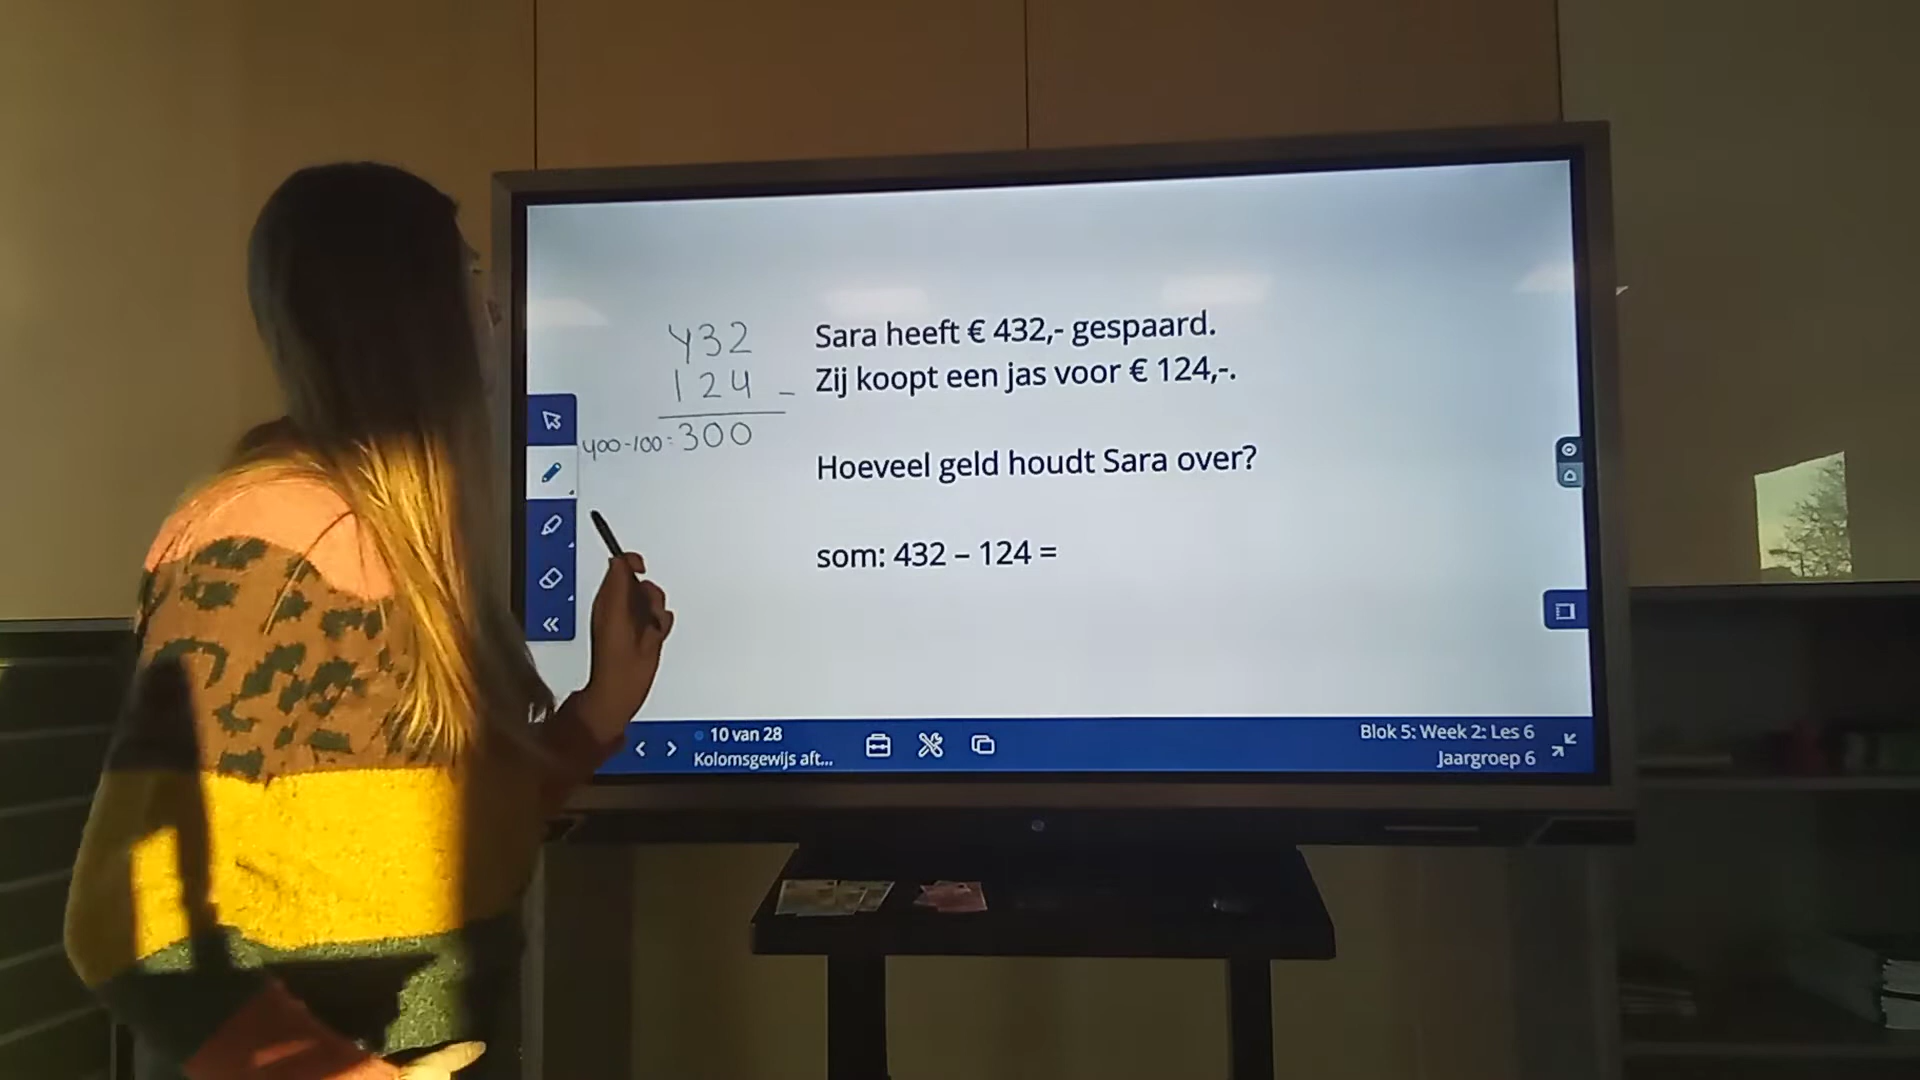 432
124 -
400-100=300
Sara heeft € 432,- gespaard.
Zij koopt een jas voor € 124,-.
Hoeveel geld houdt Sara over?
som: 432 – 124 =
10 van 28
Kolomsgewijs aft...
Blok 5: Week 2: Les 6
Jaargroep 6